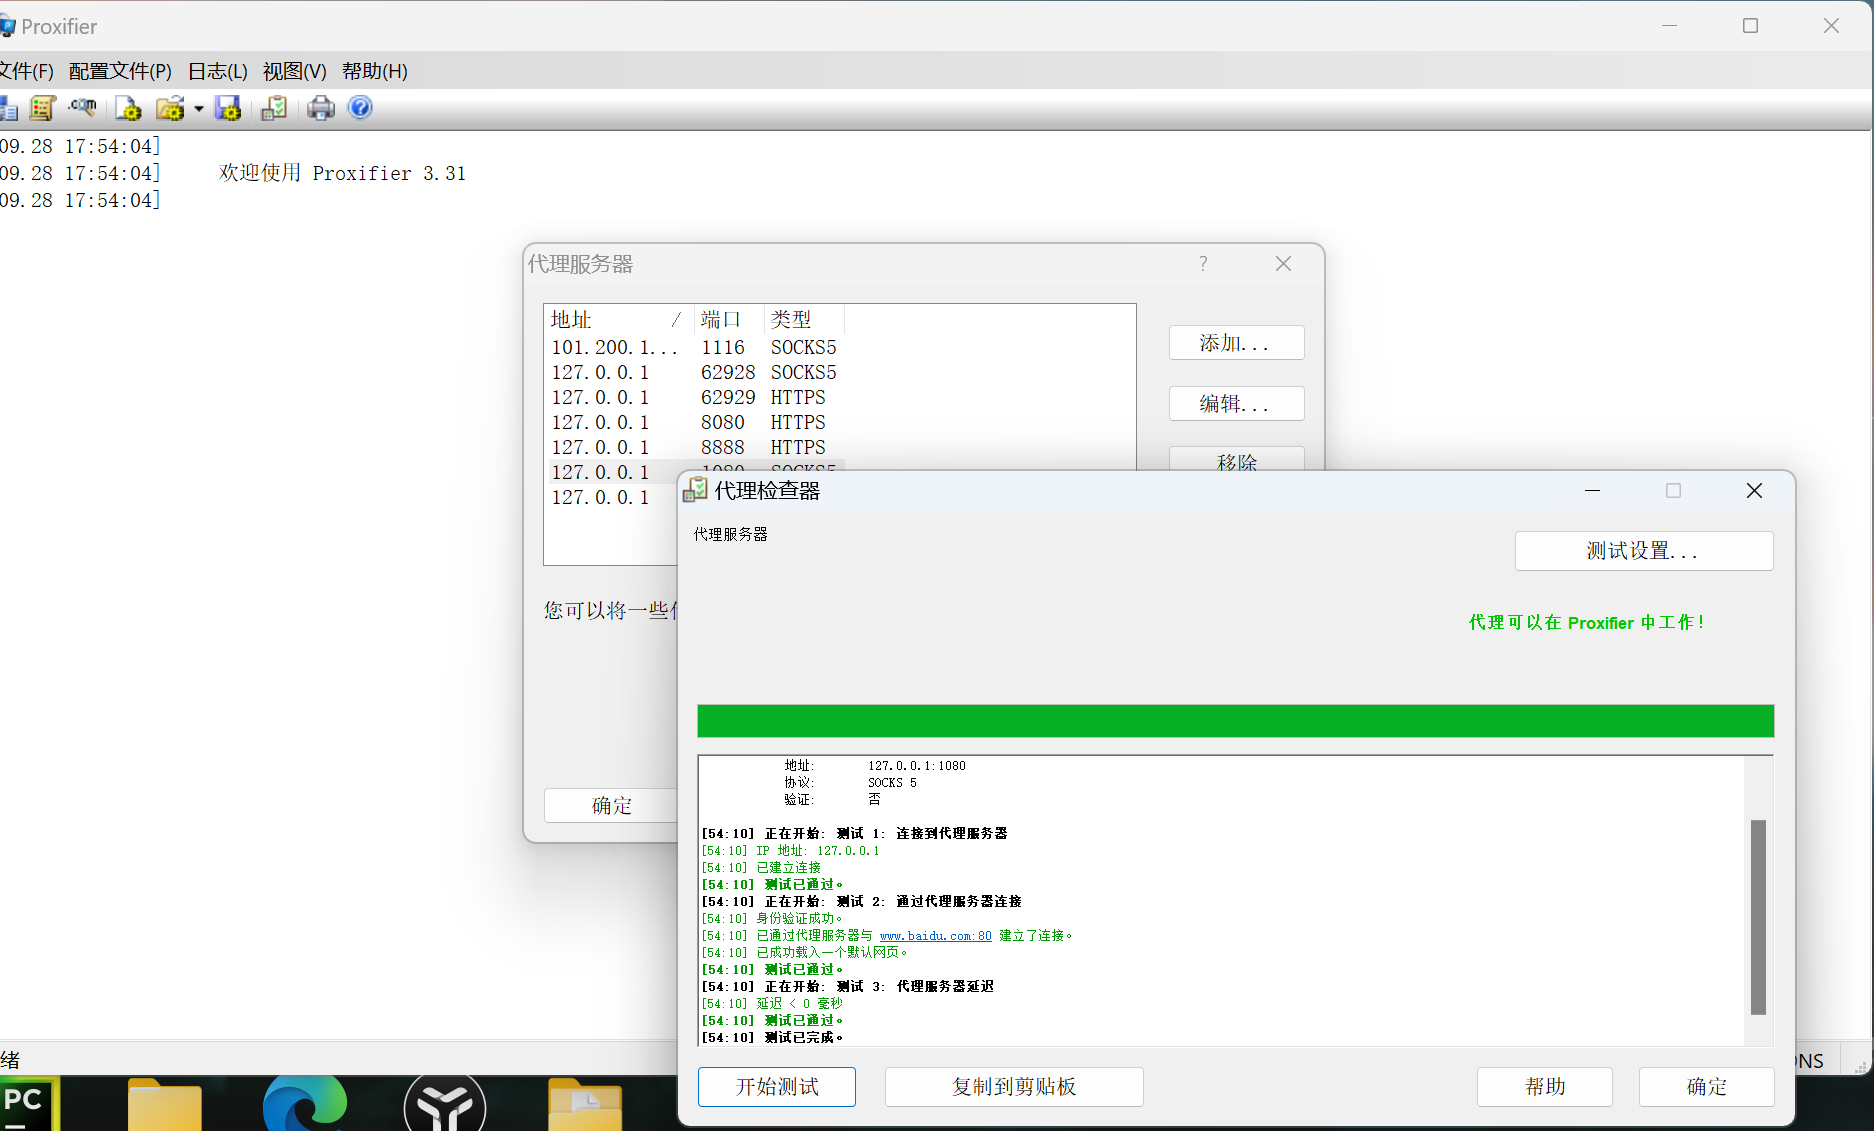 Proxifier
文件(F) 配置文件(P) 日志(L) 视图(V) 帮助(H)
.com
09.28 17:54:04]
09.28 17:54:04] 欢迎使用 Proxifier 3.31
09.28 17:54:04]
代理服务器
地址 / 端口 类型
101.200.1... 1116 SOCKS5
127.0.0.1 62928 SOCKS5
127.0.0.1 62929 HTTPS
127.0.0.1 8080 HTTPS
127.0.0.1 8888 HTTPS
127.0.0.1 1080 SOCKS5
127.0.0.1
添加...
编辑...
移除
您可以将一些
确定
代理检查器
代理服务器
测试设置...
代理可以在 Proxifier 中工作!
地址: 127.0.0.1:1080
协议: SOCKS 5
验证: 否
[54:10] 正在开始: 测试 1: 连接到代理服务器
[54:10] IP 地址: 127.0.0.1
[54:10] 已建立连接
[54:10] 测试已通过。
[54:10] 正在开始: 测试 2: 通过代理服务器连接
[54:10] 身份验证成功。
[54:10] 已通过代理服务器与 www.baidu.com:80 建立了连接。
[54:10] 已成功载入一个默认网页。
[54:10] 测试已通过。
[54:10] 正在开始: 测试 3: 代理服务器延迟
[54:10] 延迟 < 0 毫秒
[54:10] 测试已通过。
[54:10] 测试已完成。
开始测试
复制到剪贴板
帮助
确定
绪
DNS
PC